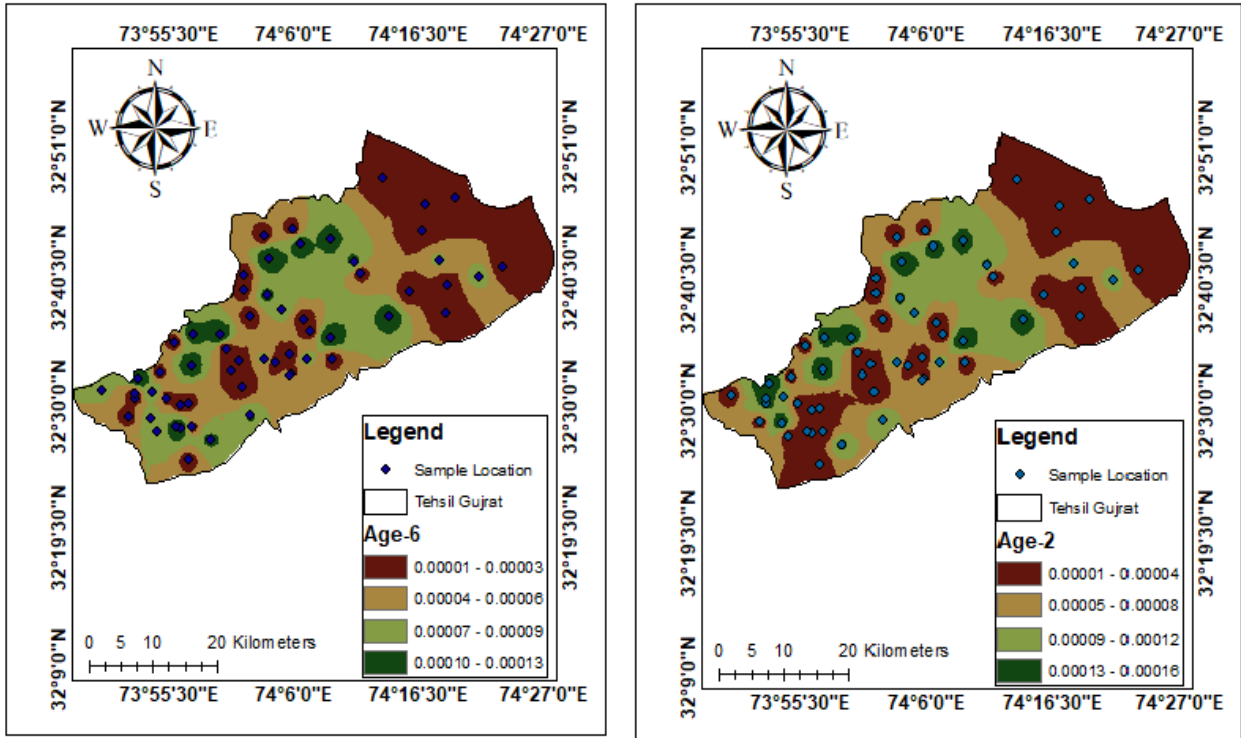 73°55'30"E 74°6'0"E 74°16'30"E 74°27'0"E
N
W E
S
32°51'0"N 32°51'0"N
32°40'30"N 32°40'30"N
32°30'0"N 32°30'0"N
32°19'30"N 32°19'30"N
32°9'0"N 32°9'0"N
Legend
Sample Location
Tehsil Gujrat
Age-6
0.00001 - 0.00003
0.00004 - 0.00006
0.00007 - 0.00009
0.00010 - 0.00013
0 5 10 20 Kilometers
73°55'30"E 74°6'0"E 74°16'30"E 74°27'0"E
73°55'30"E 74°6'0"E 74°16'30"E 74°27'0"E
N
W E
S
32°51'0"N 32°51'0"N
32°40'30"N 32°40'30"N
32°30'0"N 32°30'0"N
32°19'30"N 32°19'30"N
32°9'0"N 32°9'0"N
Legend
Sample Location
Tehsil Gujrat
Age-2
0.00001 - 0.00004
0.00005 - 0.00008
0.00009 - 0.00012
0.00013 - 0.00016
0 5 10 20 Kilometers
73°55'30"E 74°6'0"E 74°16'30"E 74°27'0"E